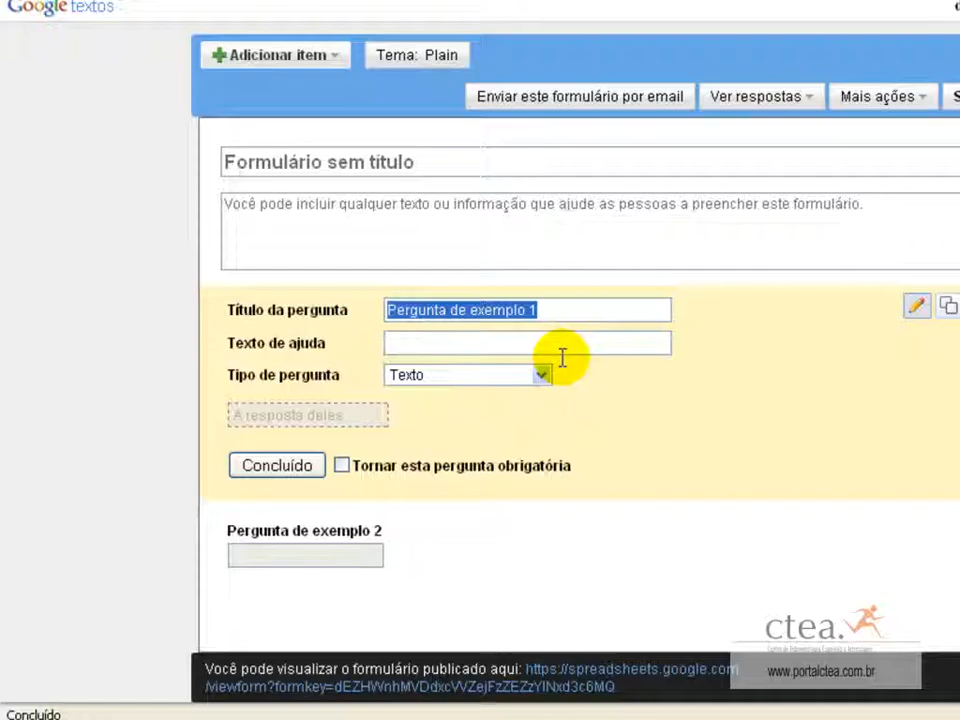 Google textos
Adicionar item
Tema: Plain
Enviar este formulário por email
Ver respostas
Mais ações
Formulário sem título
Você pode incluir qualquer texto ou informação que ajude as pessoas a preencher este formulário.
Título da pergunta
Pergunta de exemplo 1
Texto de ajuda
Tipo de pergunta
Texto
A resposta deles
Concluído
Tornar esta pergunta obrigatória
Pergunta de exemplo 2
ctea.
www.portalctea.com.br
Você pode visualizar o formulário publicado aqui: https://spreadsheets.google.com
Concluído